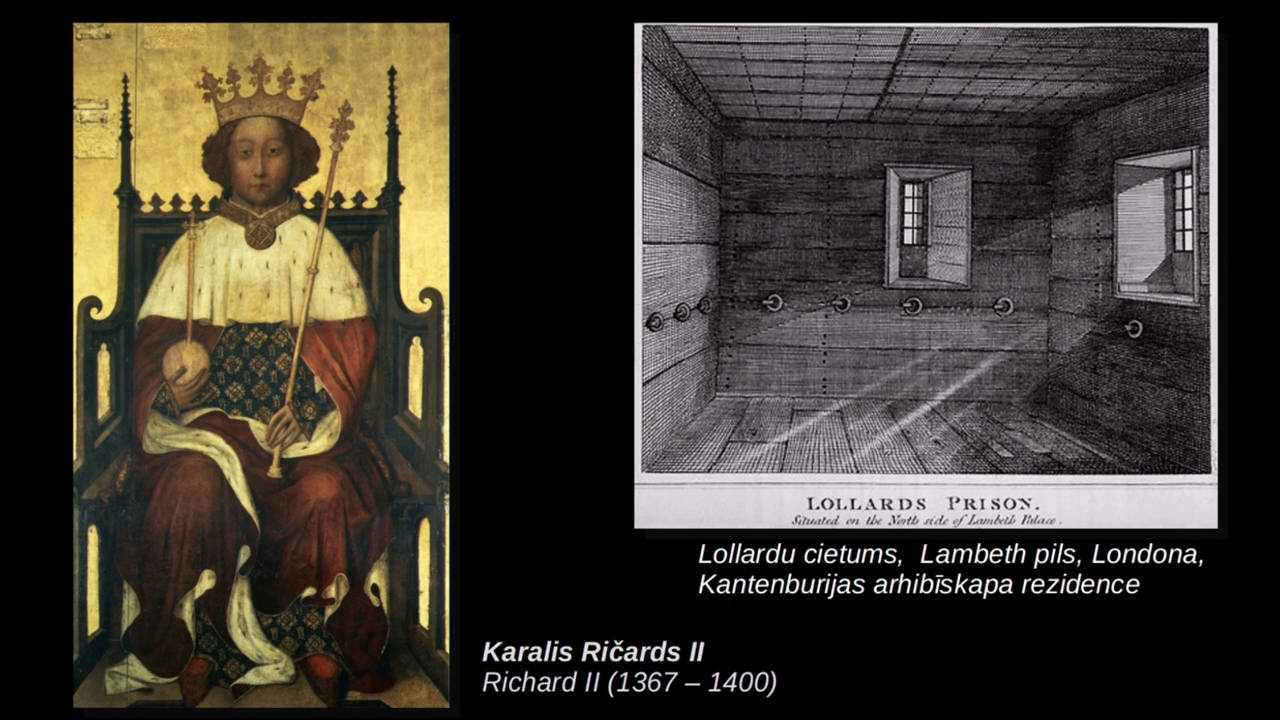 LOLLARDS PRISON.
Situated on the North side of Lambeth Palace.
Lollardu cietums, Lambeth pils, Londona,
Kantenburijas arhibīskapa rezidence
Karalis Ričards II
Richard II (1367 – 1400)